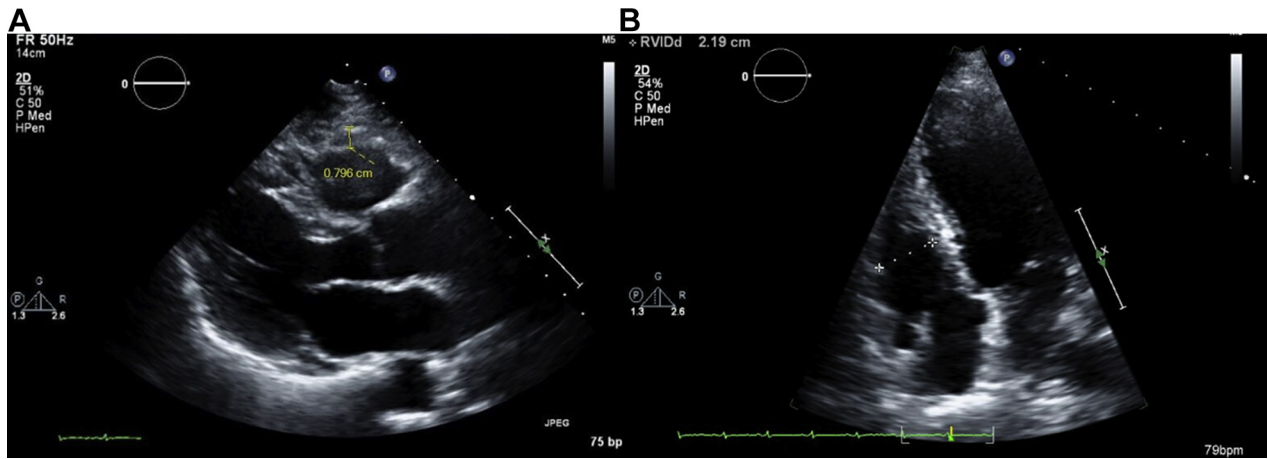 A
FR 50Hz
14cm
2D
51%
C 50
P Med
HPen
0
P
M5
0.796 cm
X
G
P R
1.3 2.6
JPEG
75 bp
B
RVIDd 2.19 cm
2D
54%
C 50
P Med
HPen
0
P
X
G
P R
1.3 2.6
79bpm